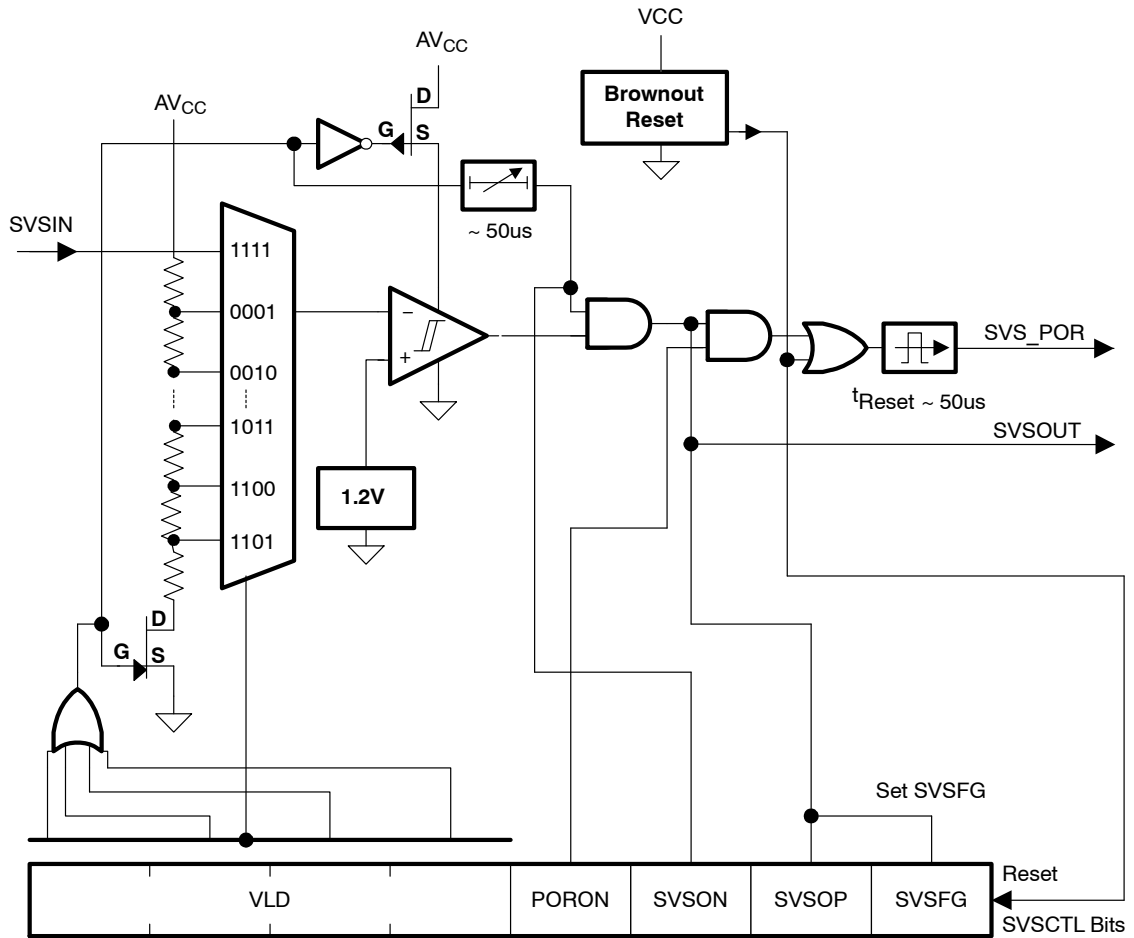 VCC
AVCC
AVCC
Brownout
Reset
D
G
S
SVSIN
~ 50us
1111
0001
0010
1011
1100
1101
−
+
1.2V
SVS_POR
tReset ~ 50us
SVSOUT
D
G
S
Set SVSFG
VLD
PORON
SVSON
SVSOP
SVSFG
Reset
SVSCTL Bits